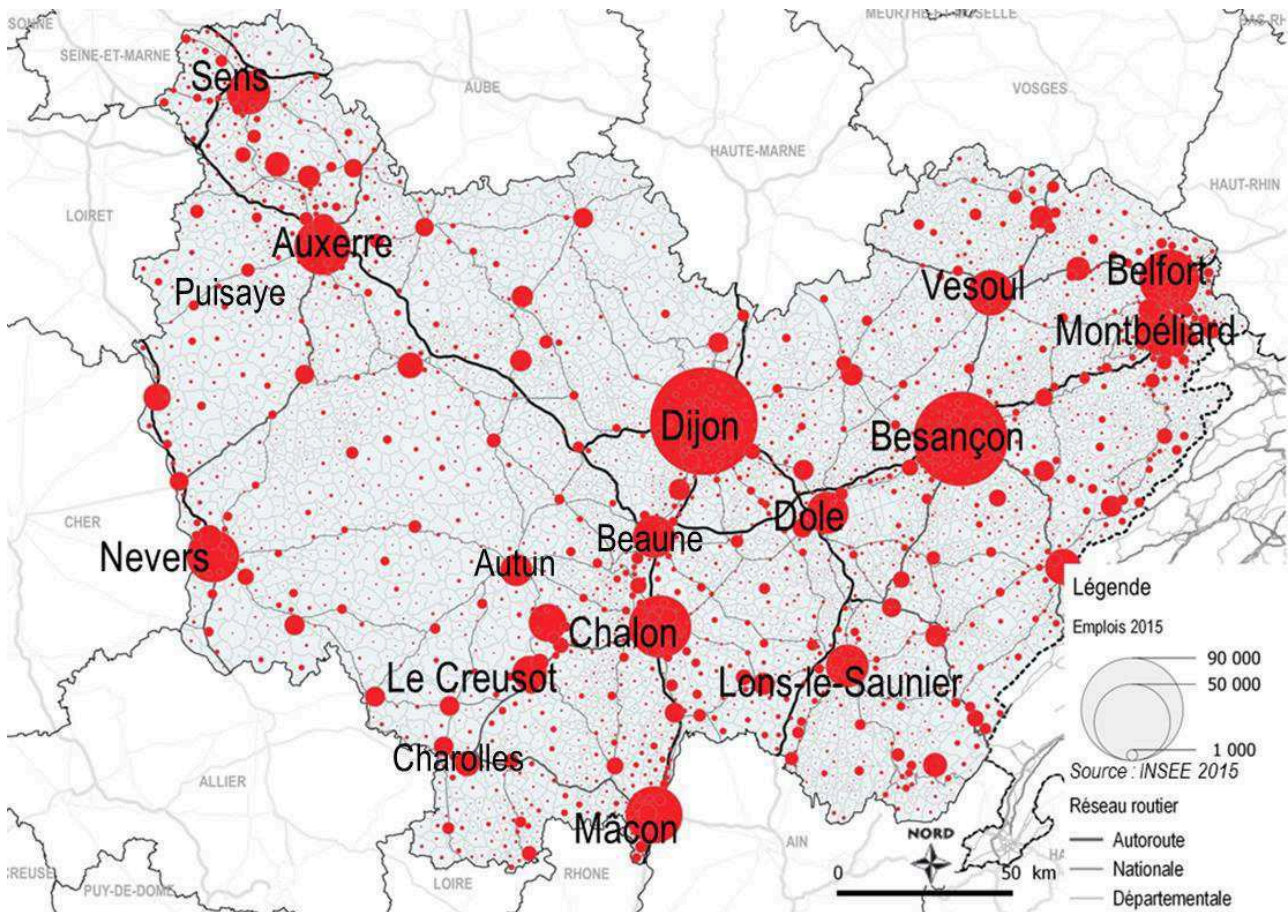 SONNE
MEURTHE-ET-MOSELLE
SEINE-ET-MARNE
Sens
AUBE
VOSGES
HAUTE-MARNE
HAUT-RHIN
LOIRET
Auxerre
Puisaye
Vesoul
Belfort
Montbéliard
Dijon
Besançon
CHER
Nevers
Autun
Beaune
Dole
Chalon
Le Creusot
Lons-le-Saunier
Charolles
ALLIER
Mâcon
AIN
CREUSE
PUY-DE-DOME
LOIRE
RHONE
Légende
Emplois 2015
90 000
50 000
1 000
Source : INSEE 2015
Réseau routier
Autoroute
Nationale
Départementale
NORD
0 50 km